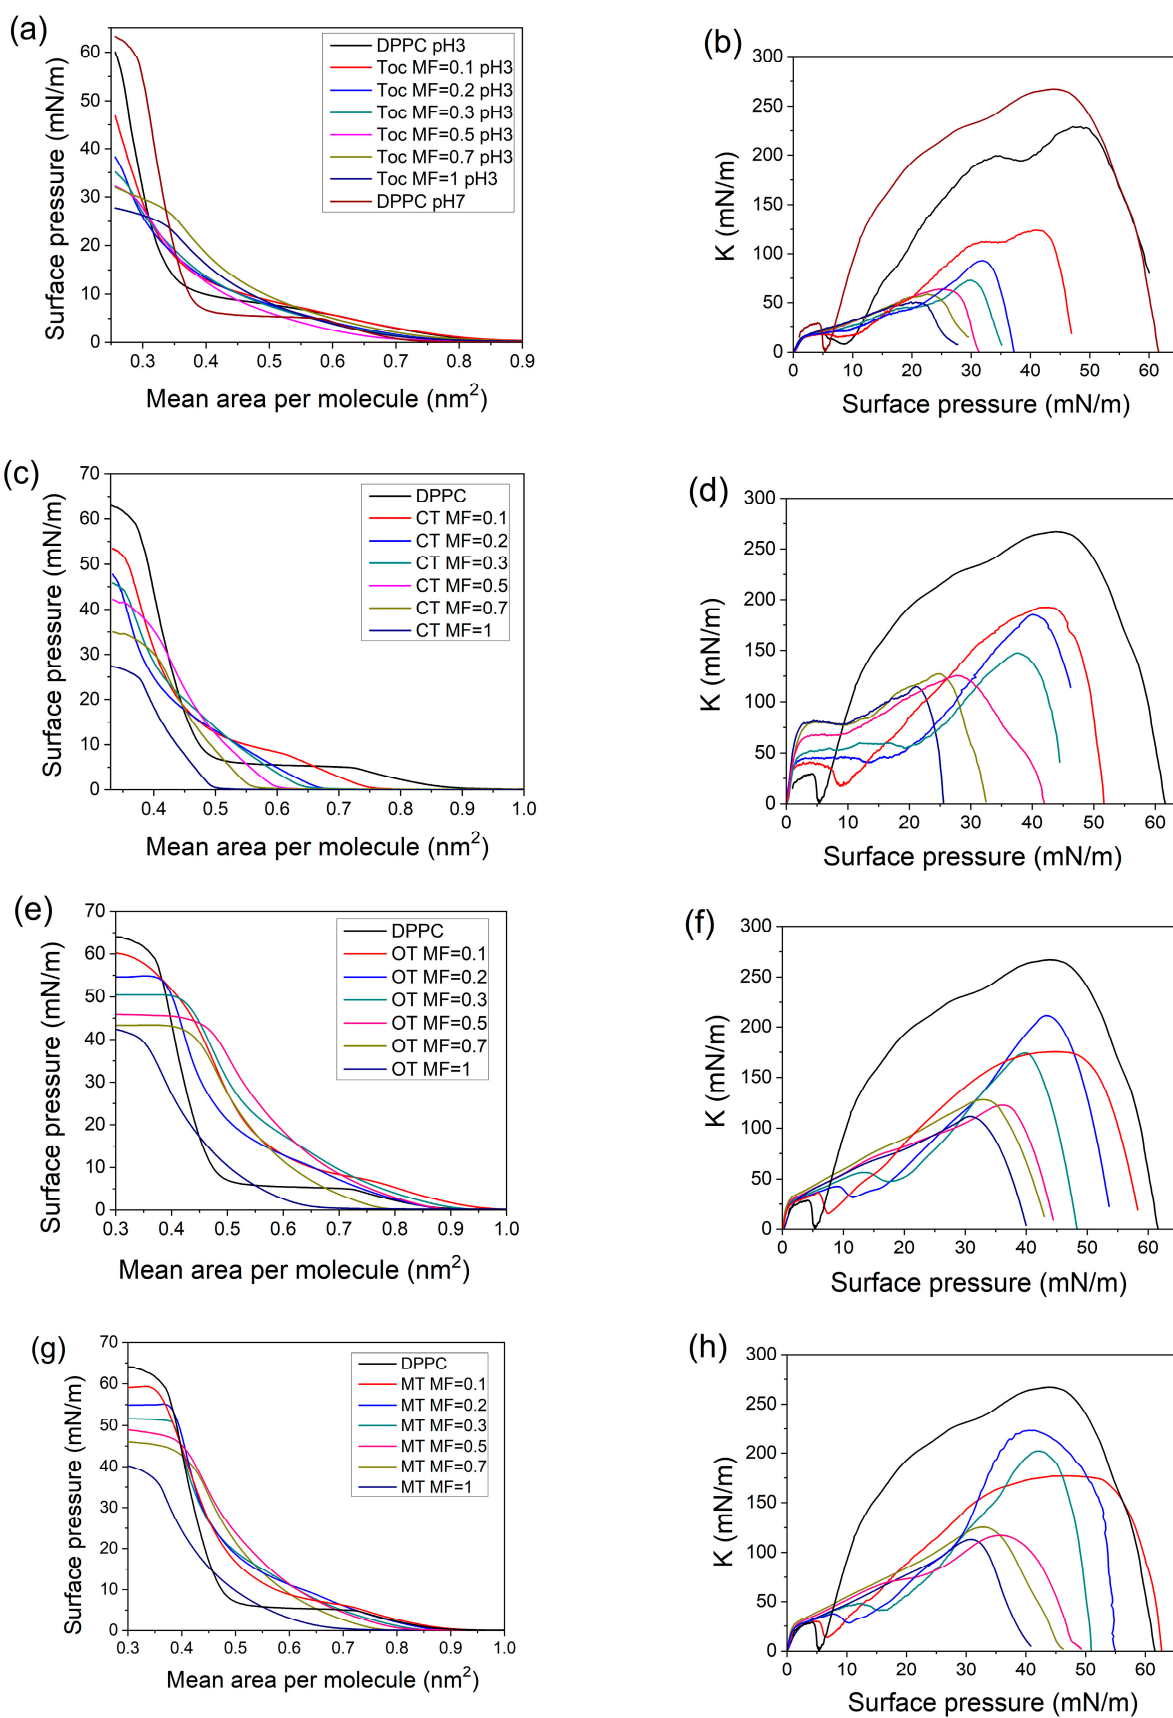 (a)
Surface pressure (mN/m)
60
50
40
30
20
10
0
0.3 0.4 0.5 0.6 0.7 0.8 0.9
Mean area per molecule (nm²)
DPPC pH3
Toc MF=0.1 pH3
Toc MF=0.2 pH3
Toc MF=0.3 pH3
Toc MF=0.5 pH3
Toc MF=0.7 pH3
Toc MF=1 pH3
DPPC pH7
(b)
K (mN/m)
300
250
200
150
100
50
0
0 10 20 30 40 50 60
Surface pressure (mN/m)
(c)
Surface pressure (mN/m)
70
60
50
40
30
20
10
0
0.4 0.5 0.6 0.7 0.8 0.9 1.0
Mean area per molecule (nm²)
DPPC
CT MF=0.1
CT MF=0.2
CT MF=0.3
CT MF=0.5
CT MF=0.7
CT MF=1
(d)
K (mN/m)
300
250
200
150
100
50
0
0 10 20 30 40 50 60
Surface pressure (mN/m)
(e)
Surface pressure (mN/m)
70
60
50
40
30
20
10
0
0.3 0.4 0.5 0.6 0.7 0.8 0.9 1.0
Mean area per molecule (nm²)
DPPC
OT MF=0.1
OT MF=0.2
OT MF=0.3
OT MF=0.5
OT MF=0.7
OT MF=1
(f)
K (mN/m)
300
250
200
150
100
50
0
0 10 20 30 40 50 60
Surface pressure (mN/m)
(g)
Surface pressure (mN/m)
70
60
50
40
30
20
10
0
0.3 0.4 0.5 0.6 0.7 0.8 0.9 1.0
Mean area per molecule (nm²)
DPPC
MT MF=0.1
MT MF=0.2
MT MF=0.3
MT MF=0.5
MT MF=0.7
MT MF=1
(h)
K (mN/m)
300
250
200
150
100
50
0
0 10 20 30 40 50 60
Surface pressure (mN/m)